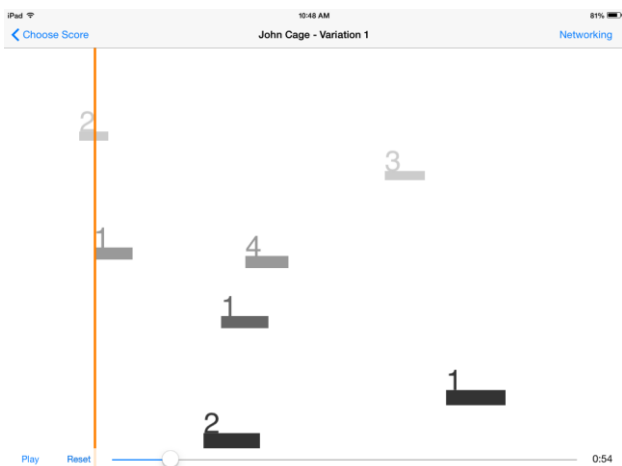 iPad 10:48 AM 81%
Choose Score John Cage - Variation 1 Networking
2
3
1
4
1
1
2
Play Reset 0:54